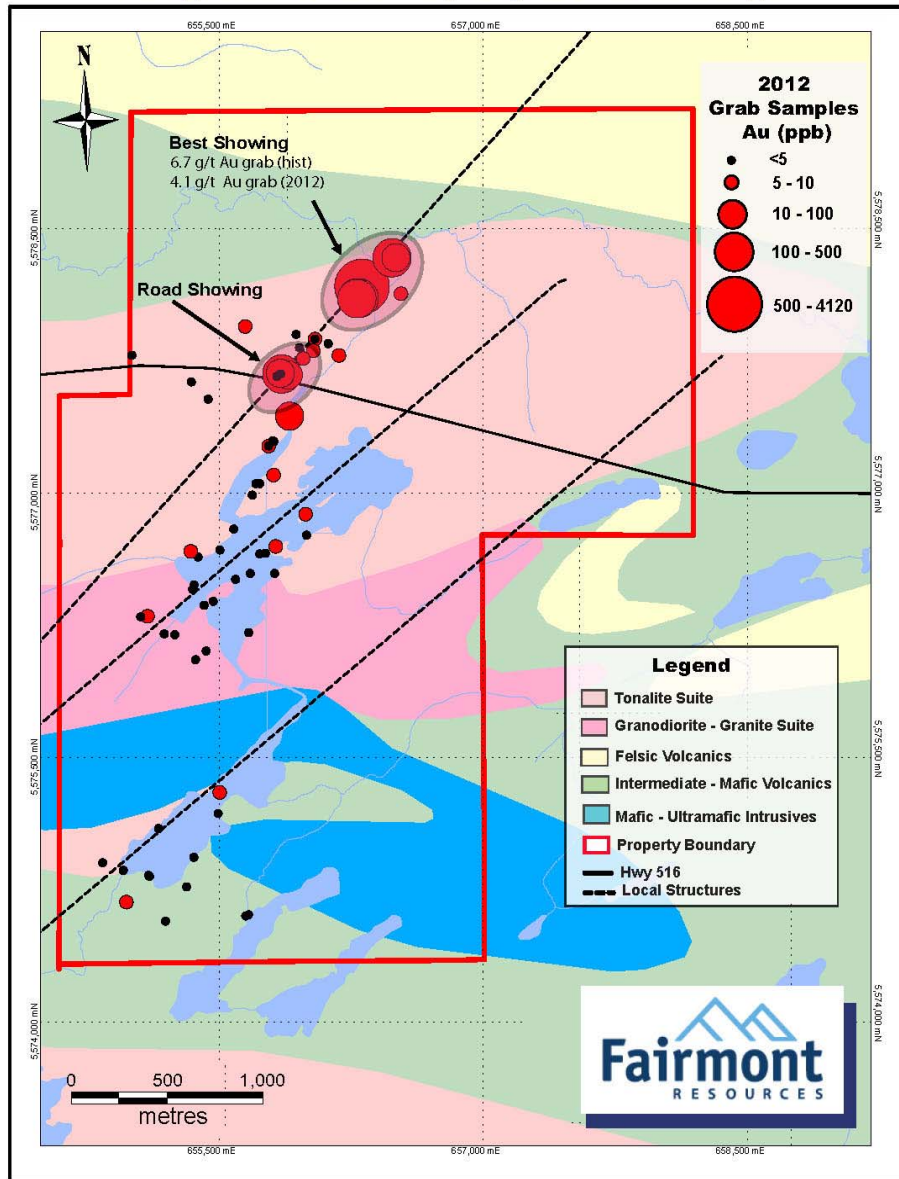 655,500 mE
657,000 mE
658,500 mE
N
2012
Grab Samples
Au (ppb)
<5
5 - 10
10 - 100
100 - 500
500 - 4120
Best Showing
6.7 g/t Au grab (hist)
4.1 g/t Au grab (2012)
Road Showing
5,578,500 mN
5,578,500 mN
5,577,000 mN
5,577,000 mN
5,575,500 mN
5,575,500 mN
5,574,000 mN
5,574,000 mN
Legend
Tonalite Suite
Granodiorite - Granite Suite
Felsic Volcanics
Intermediate - Mafic Volcanics
Mafic - Ultramafic Intrusives
Property Boundary
Hwy 516
Local Structures
0 500 1,000
metres
Fairmont
RESOURCES
655,500 mE
657,000 mE
658,500 mE